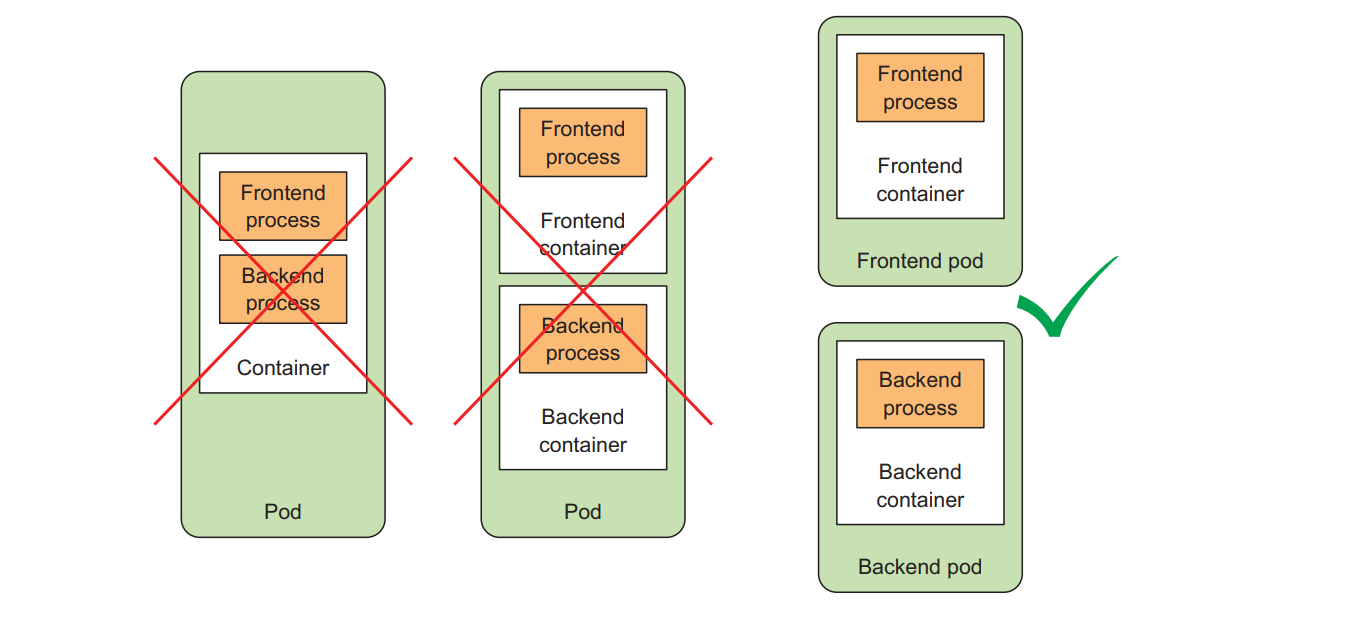 Frontend
process
Backend
process
Container
Pod
Frontend
process
Frontend
container
Backend
process
Backend
container
Pod
Frontend
process
Frontend
container
Frontend pod
Backend
process
Backend
container
Backend pod